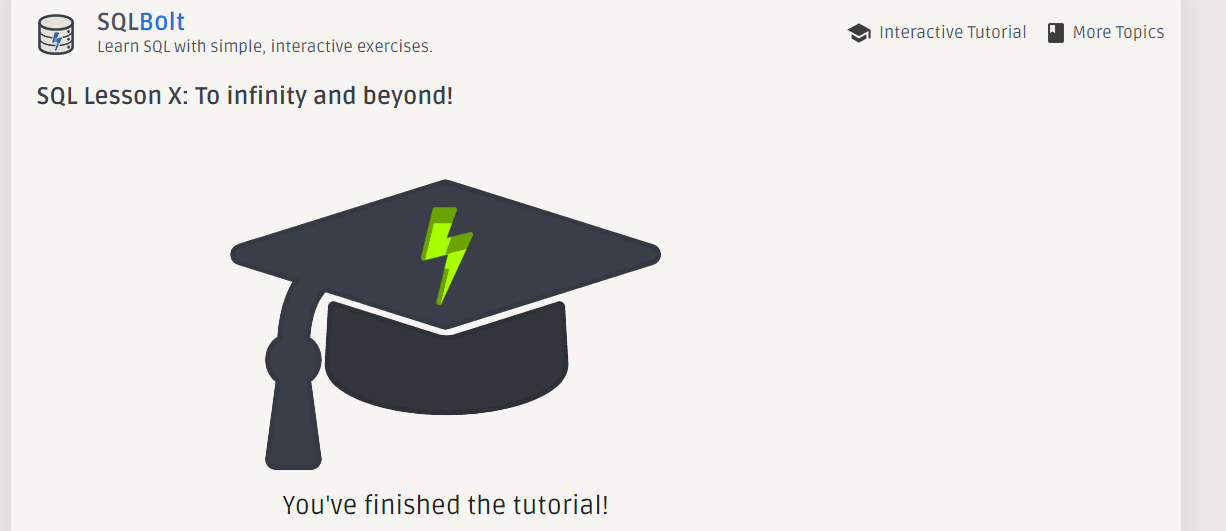 SQLBolt
Learn SQL with simple, interactive exercises.
Interactive Tutorial
More Topics
SQL Lesson X: To infinity and beyond!
You've finished the tutorial!